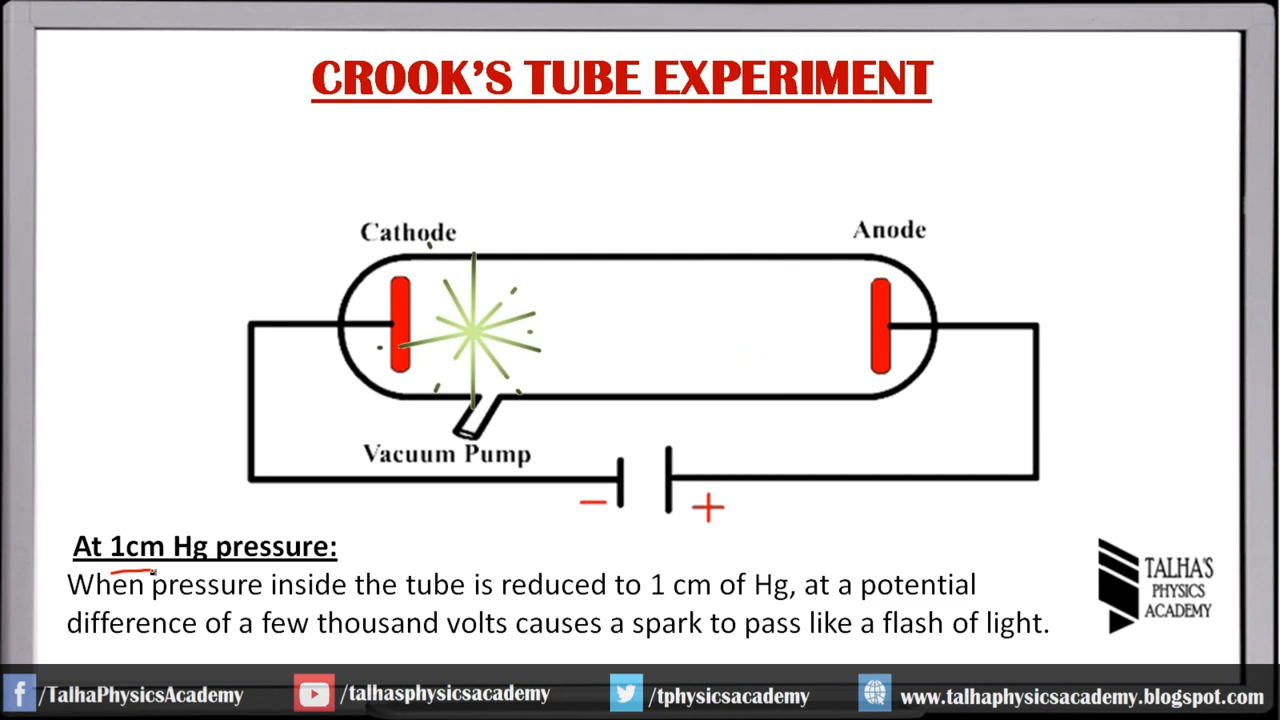 CROOK'S TUBE EXPERIMENT
Cathode
Anode
Vacuum Pump
− +
At 1cm Hg pressure:
When pressure inside the tube is reduced to 1 cm of Hg, at a potential
difference of a few thousand volts causes a spark to pass like a flash of light.
TALHA'S
PHYSICS
ACADEMY
f /TalhaPhysicsAcademy /talhasphysicsacademy /tphysicsacademy www.talhaphysicsacademy.blogspot.com